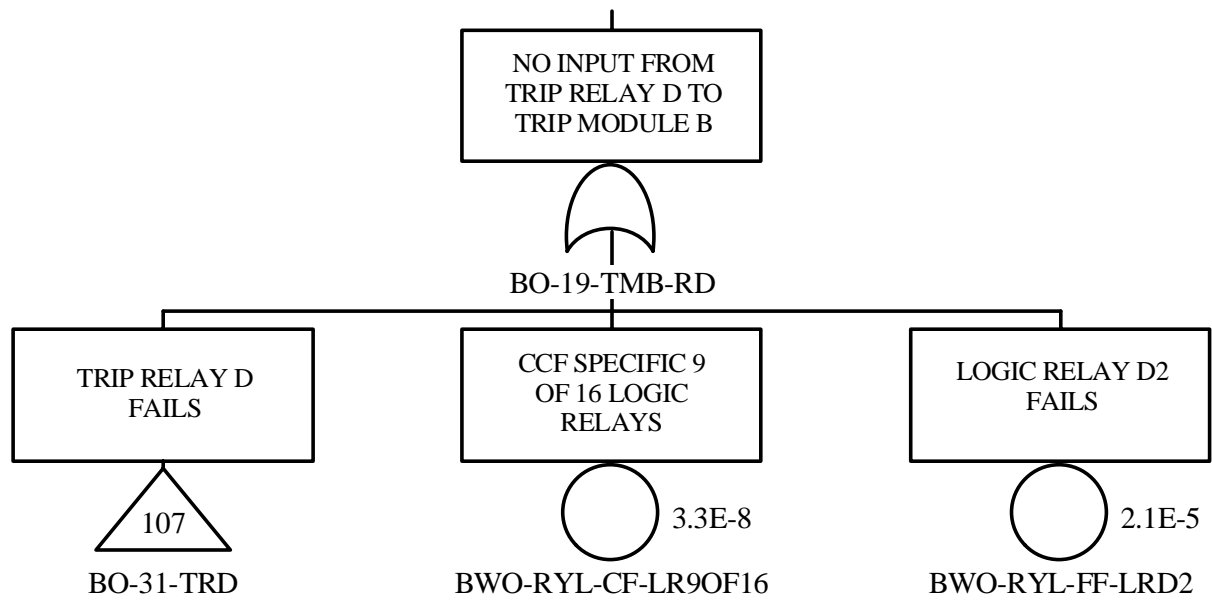 NO INPUT FROM
TRIP RELAY D TO
TRIP MODULE B
BO-19-TMB-RD
TRIP RELAY D
FAILS
107
BO-31-TRD
CCF SPECIFIC 9
OF 16 LOGIC
RELAYS
3.3E-8
BWO-RYL-CF-LR9OF16
LOGIC RELAY D2
FAILS
2.1E-5
BWO-RYL-FF-LRD2